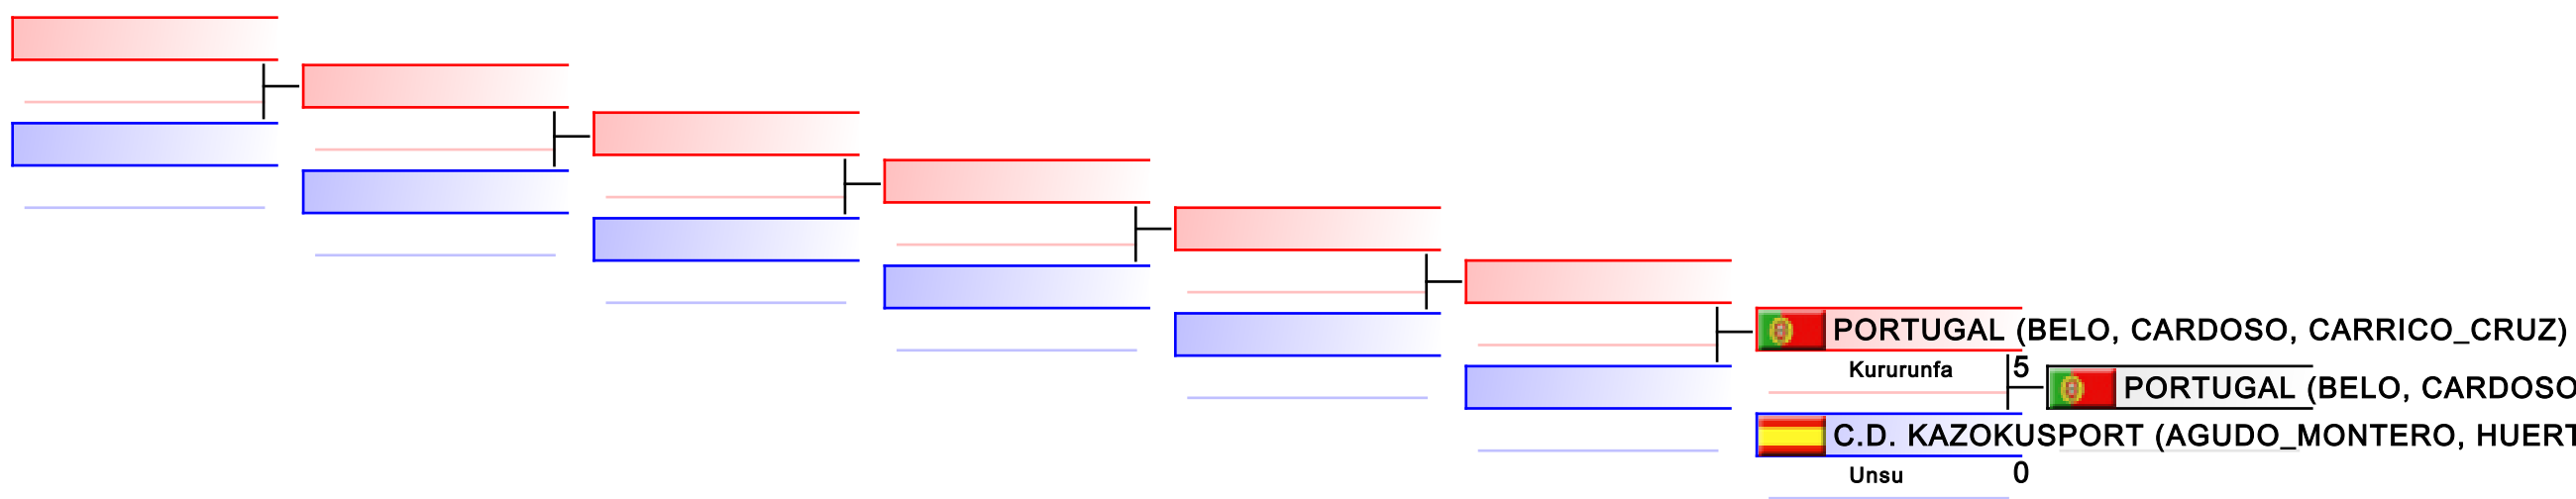 PORTUGAL (BELO, CARDOSO, CARRICO_CRUZ)
Kururunfa 5
PORTUGAL (BELO, CARDOSO
C.D. KAZOKUSPORT (AGUDO_MONTERO, HUERT
Unsu 0